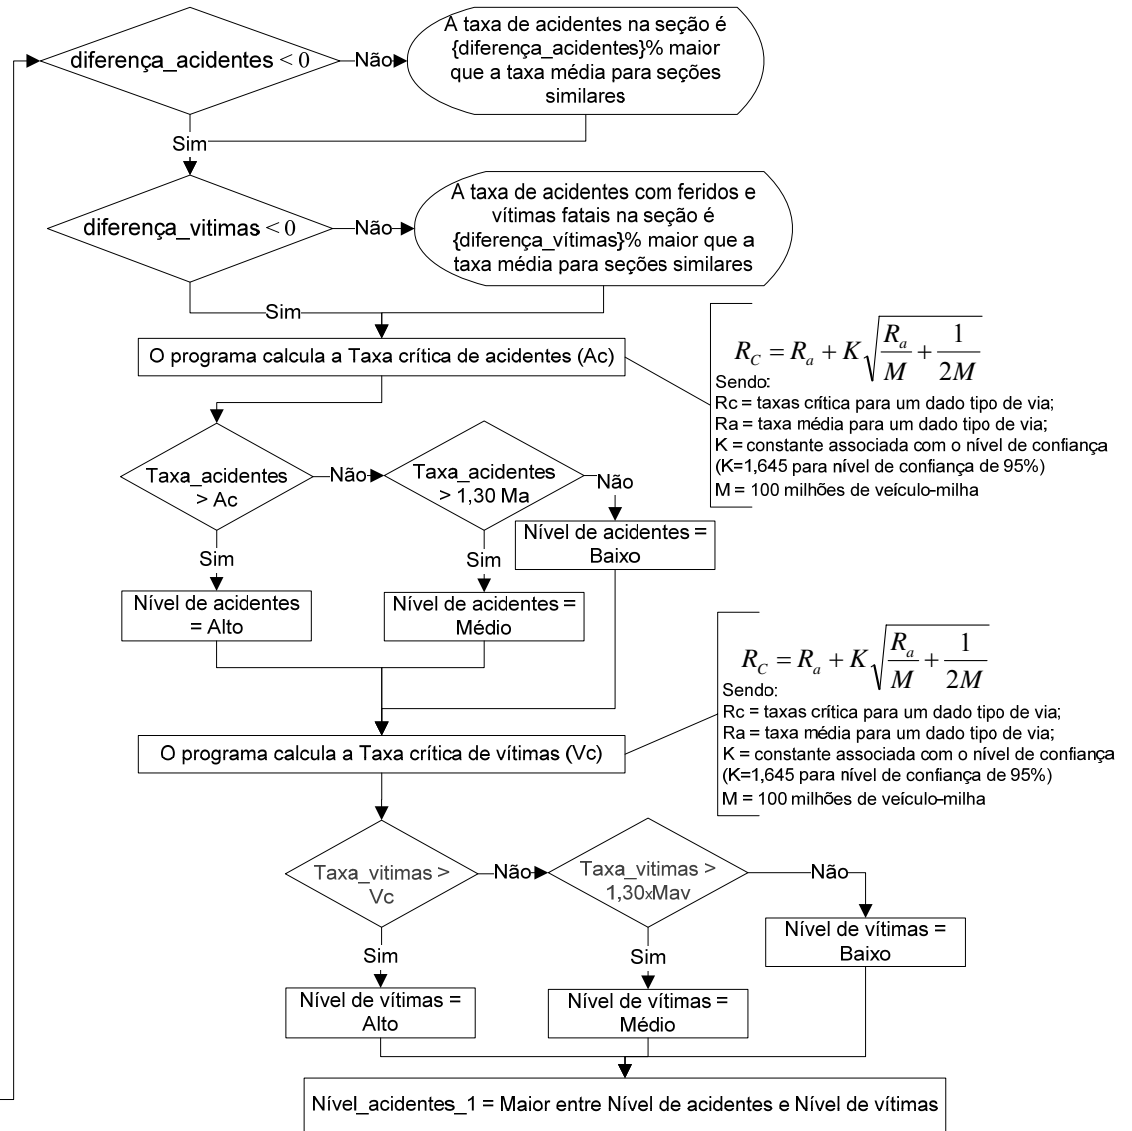 diferença_acidentes < 0
Não
A taxa de acidentes na seção é
{diferença_acidentes}% maior
que a taxa média para seções
similares
Sim
diferença_vitimas < 0
Não
A taxa de acidentes com feridos e
vítimas fatais na seção é
{diferença_vítimas}% maior que a
taxa média para seções similares
Sim
O programa calcula a Taxa crítica de acidentes (Ac)
R_C = R_a + K√(R_a/M + 1/2M)
Sendo:
Rc = taxas crítica para um dado tipo de via;
Ra = taxa média para um dado tipo de via;
K = constante associada com o nível de confiança
(K=1,645 para nível de confiança de 95%)
M = 100 milhões de veículo-milha
Taxa_acidentes
> Ac
Não
Taxa_acidentes
> 1,30 Ma
Não
Sim
Sim
Nível de acidentes =
Baixo
Nível de acidentes
= Alto
Nível de acidentes =
Médio
O programa calcula a Taxa crítica de vítimas (Vc)
R_C = R_a + K√(R_a/M + 1/2M)
Sendo:
Rc = taxas crítica para um dado tipo de via;
Ra = taxa média para um dado tipo de via;
K = constante associada com o nível de confiança
(K=1,645 para nível de confiança de 95%)
M = 100 milhões de veículo-milha
Taxa_vitimas >
Vc
Não
Taxa_vitimas >
1,30xMav
Não
Sim
Sim
Nível de vítimas =
Baixo
Nível de vítimas =
Alto
Nível de vítimas =
Médio
Nível_acidentes_1 = Maior entre Nível de acidentes e Nível de vítimas